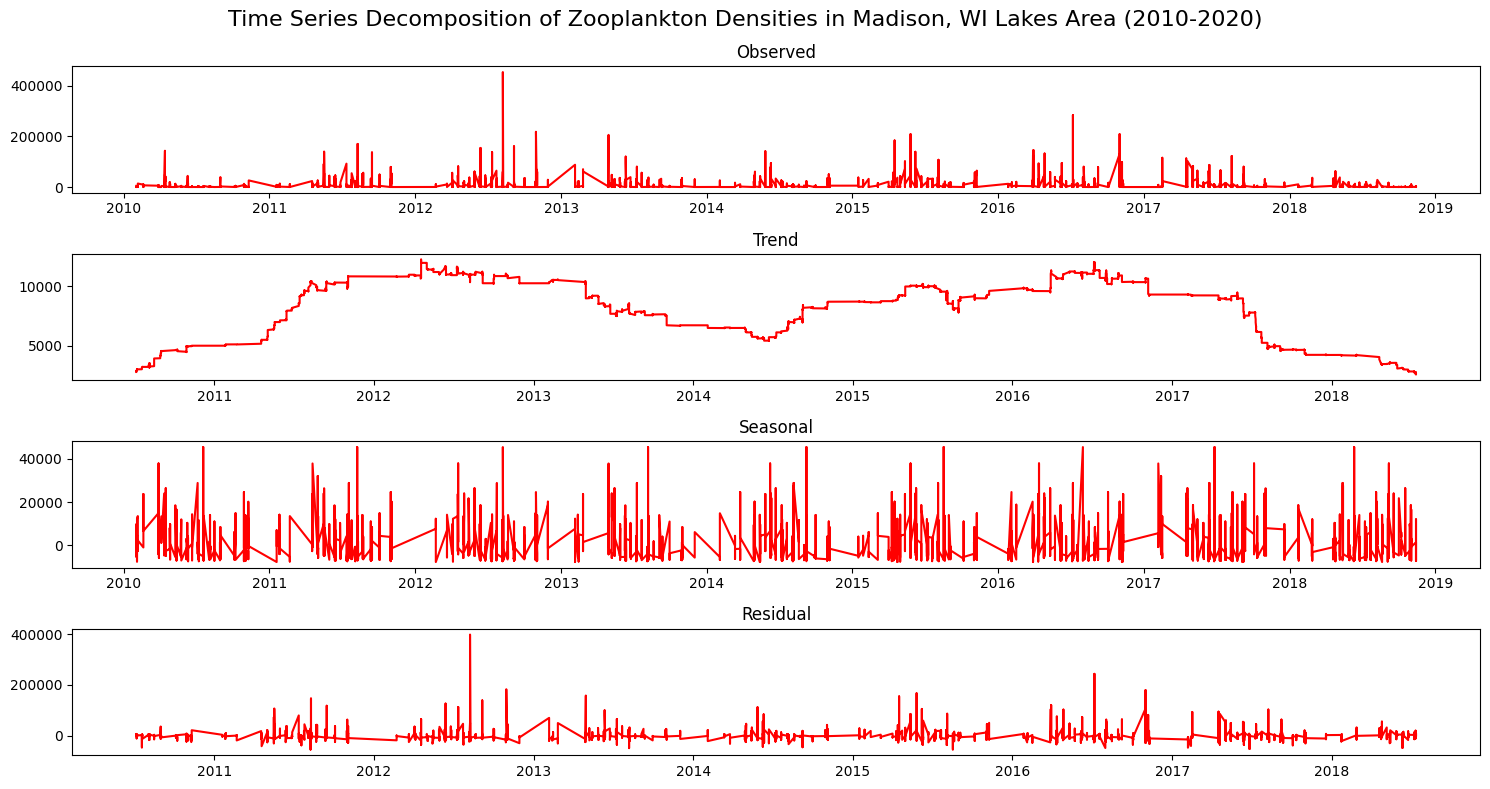 Time Series Decomposition of Zooplankton Densities in Madison, WI Lakes Area (2010-2020)
Observed
400000
200000
0
2010 2011 2012 2013 2014 2015 2016 2017 2018 2019
Trend
10000
5000
2011 2012 2013 2014 2015 2016 2017 2018
Seasonal
40000
20000
0
2010 2011 2012 2013 2014 2015 2016 2017 2018 2019
Residual
400000
200000
0
2011 2012 2013 2014 2015 2016 2017 2018